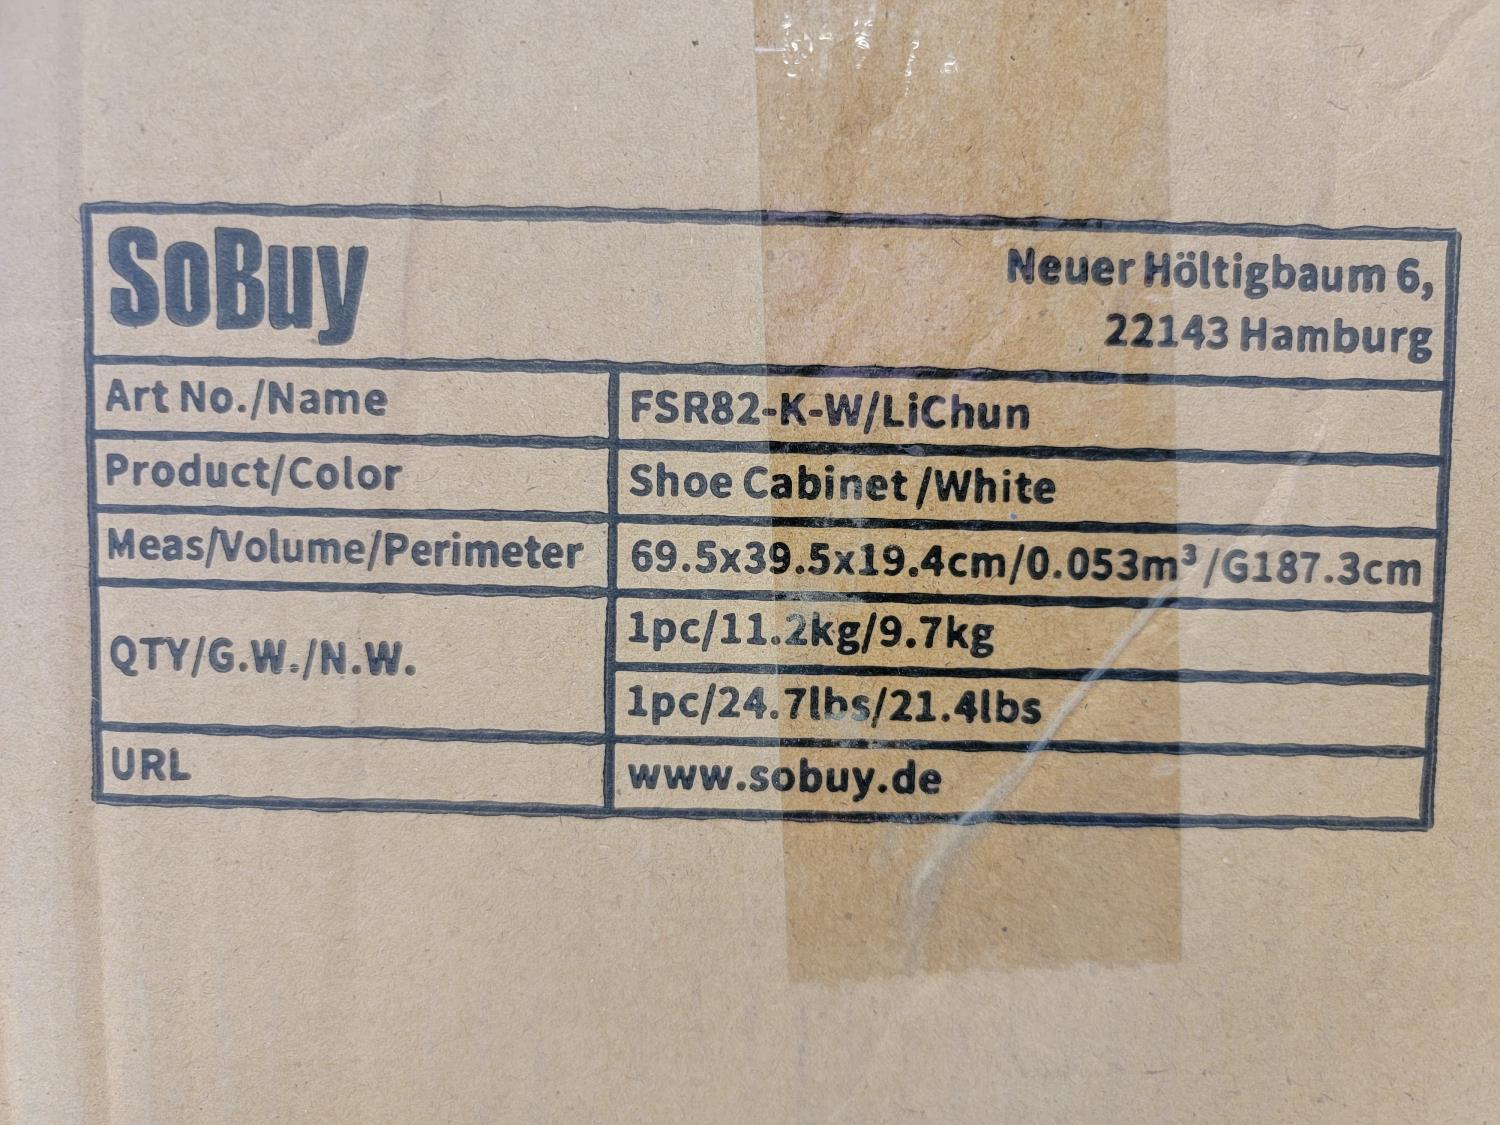 SoBuy
Neuer Höltigbaum 6,
22143 Hamburg
Art No./Name FSR82-K-W/LiChun
Product/Color Shoe Cabinet /White
Meas/Volume/Perimeter 69.5x39.5x19.4cm/0.053m³/G187.3cm
QTY/G.W./N.W. 1pc/11.2kg/9.7kg
1pc/24.7lbs/21.4lbs
URL www.sobuy.de